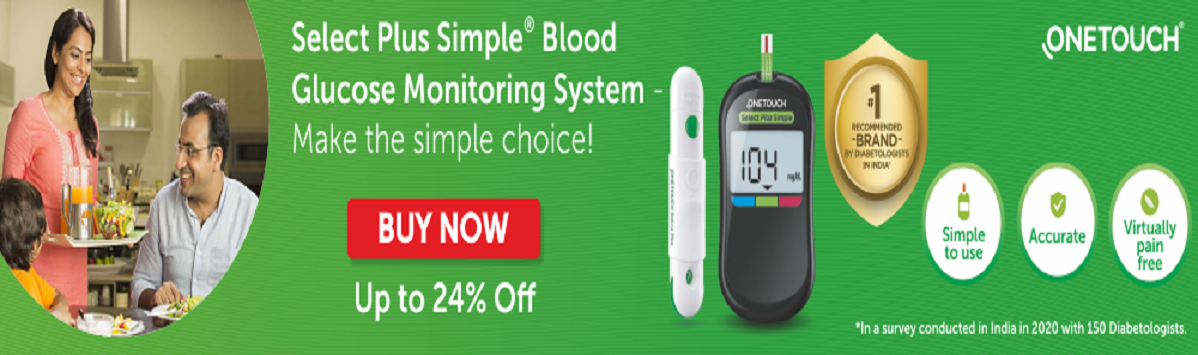 Select Plus Simple® Blood
Glucose Monitoring System -
Make the simple choice!
BUY NOW
Up to 24% Off
ONETOUCH
Select Plus Simple
104
mg/dL
#1
RECOMMENDED
- BRAND -
BY DIABETOLOGISTS
IN INDIA*
ONETOUCH®
Simple
to use
Accurate
Virtually
pain
free
*In a survey conducted in India in 2020 with 150 Diabetologists.